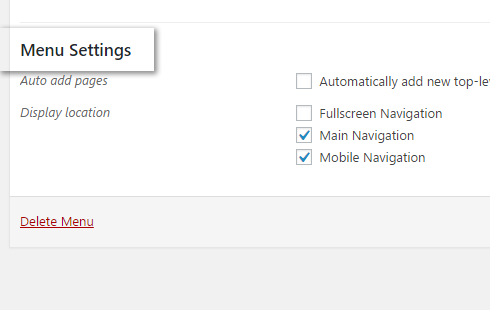 Menu Settings
Auto add pages
Automatically add new top-le
Display location
Fullscreen Navigation
Main Navigation
Mobile Navigation
Delete Menu